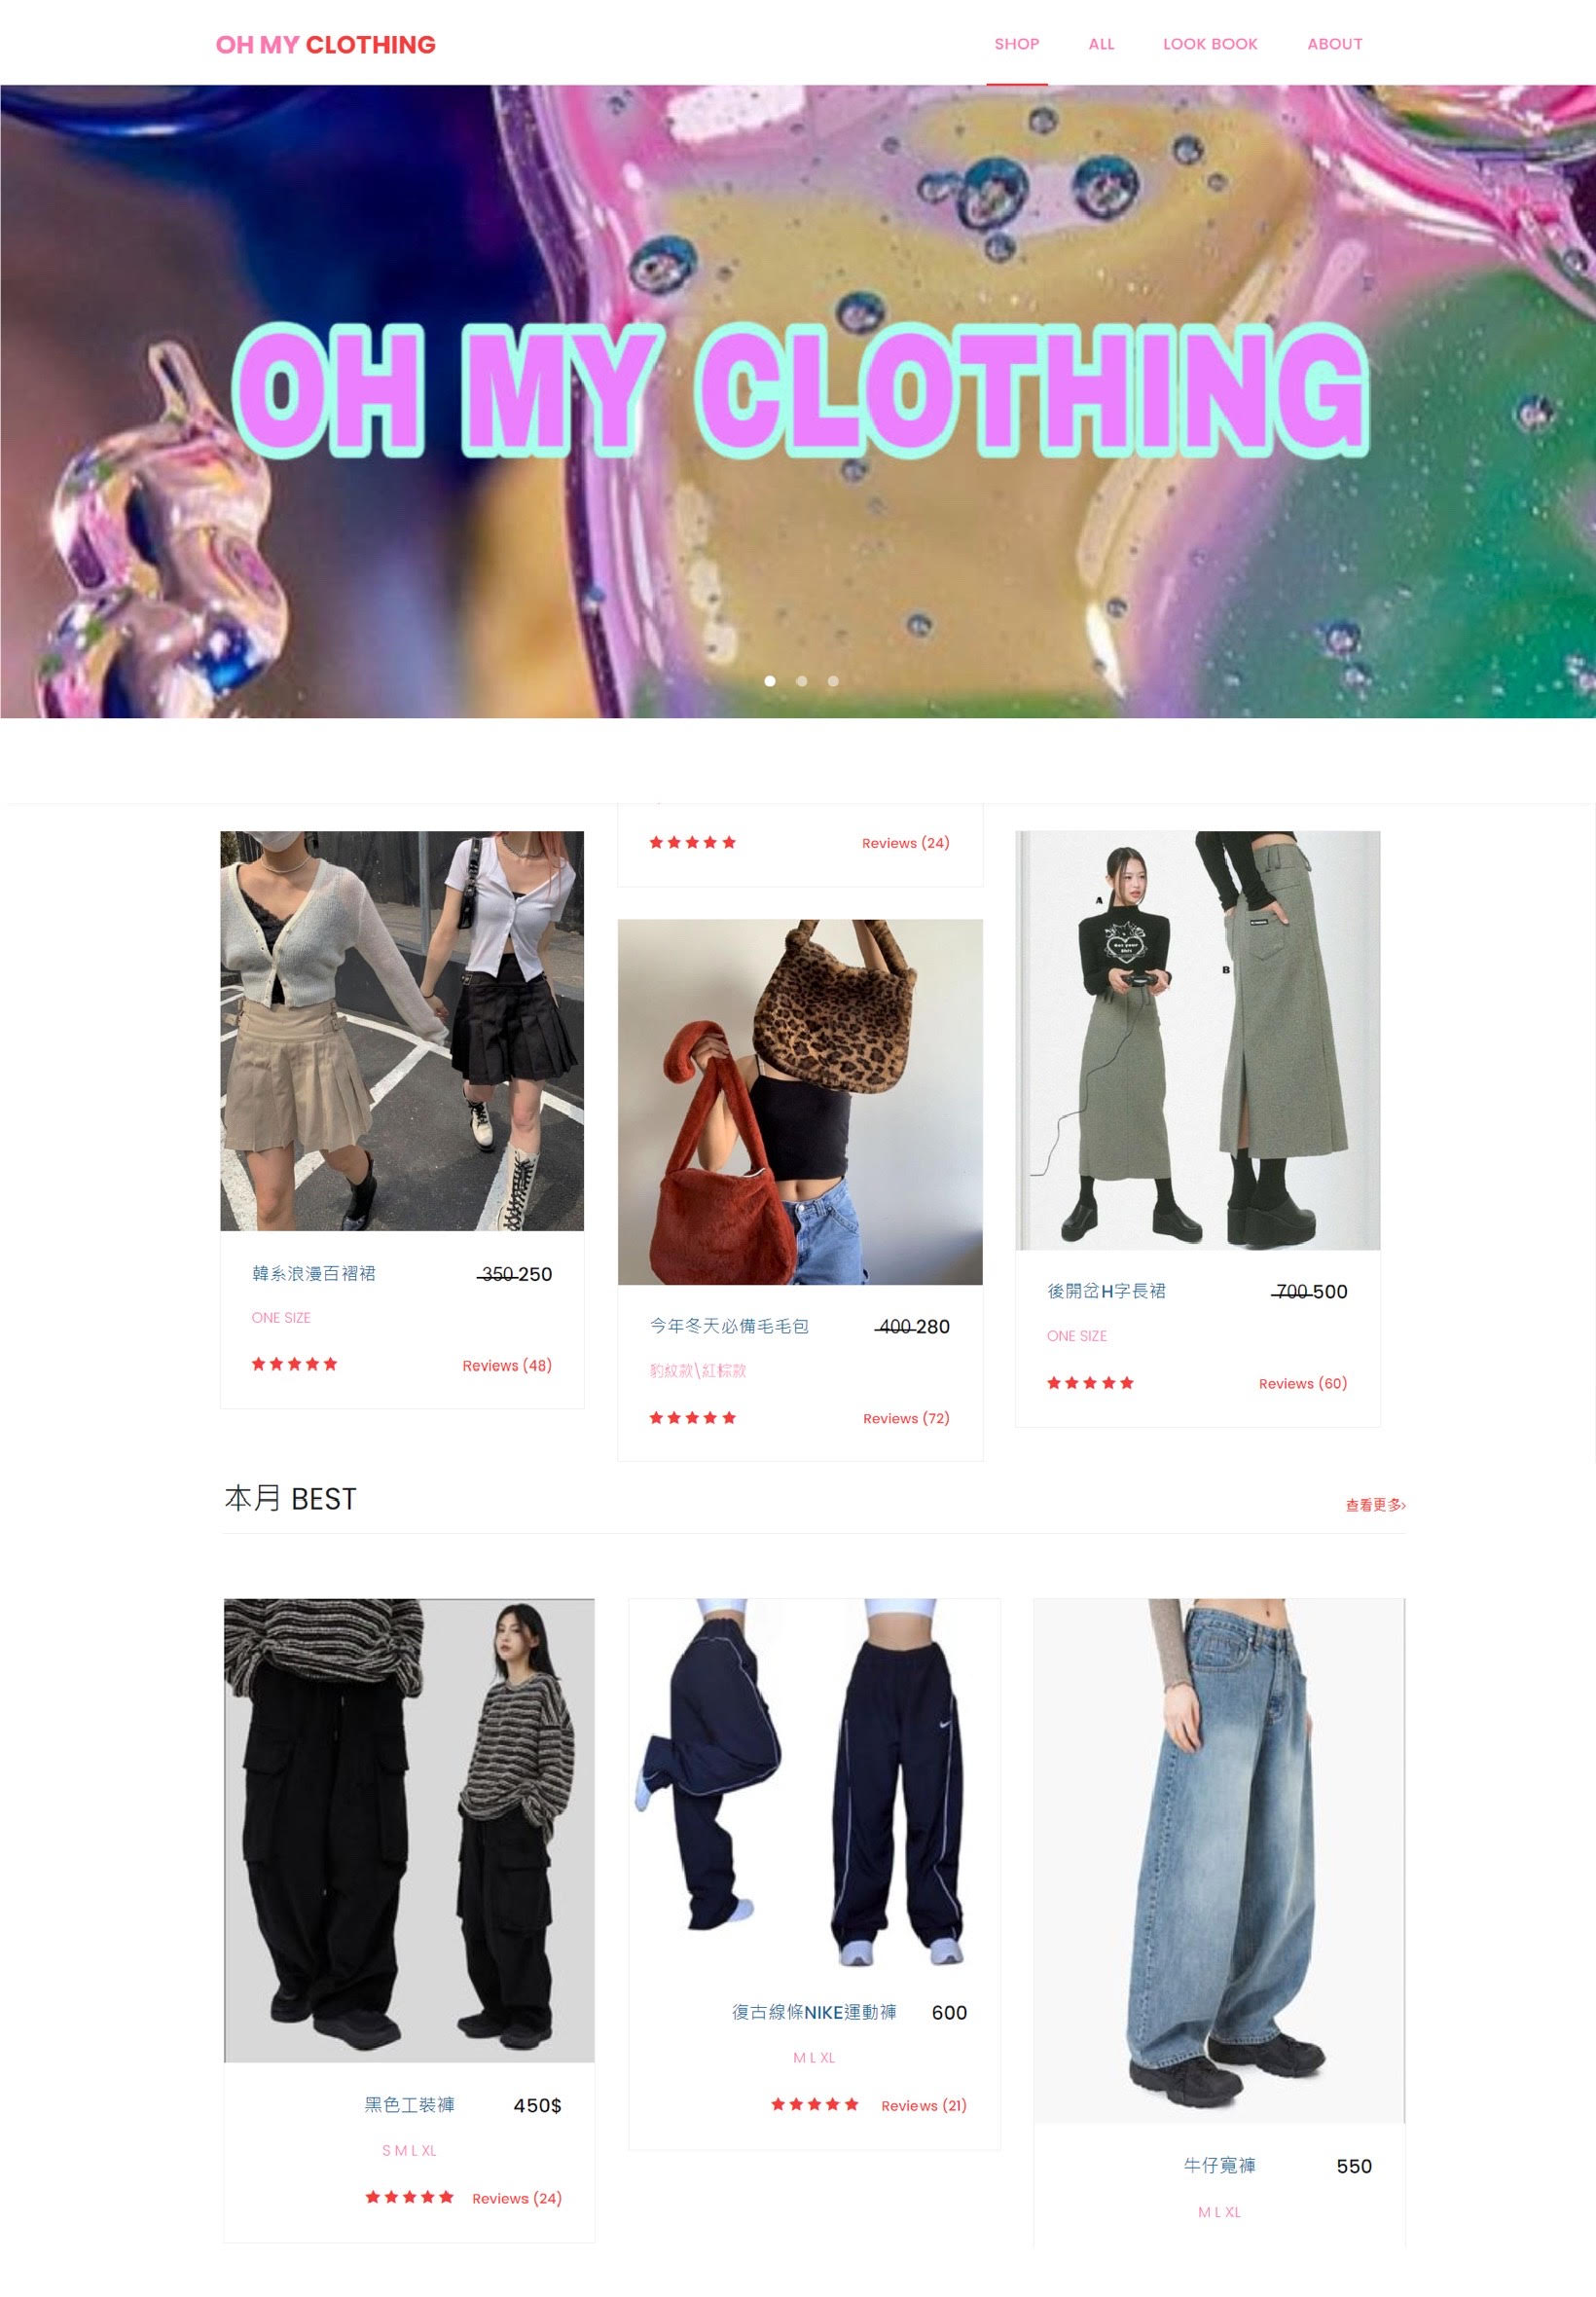 OH MY CLOTHING
SHOP ALL LOOK BOOK ABOUT
OH MY CLOTHING
Reviews (24)
A
B
韓系浪漫百褶裙 350 250
ONE SIZE
Reviews (48)
今年冬天必備毛毛包 400 280
豹紋款\紅棕款
Reviews (72)
後開岔H字長裙 700 500
ONE SIZE
Reviews (60)
本月 BEST
查看更多›
黑色工裝褲 450$
S M L XL
Reviews (24)
復古線條NIKE運動褲 600
M L XL
Reviews (21)
牛仔寬褲 550
M L XL